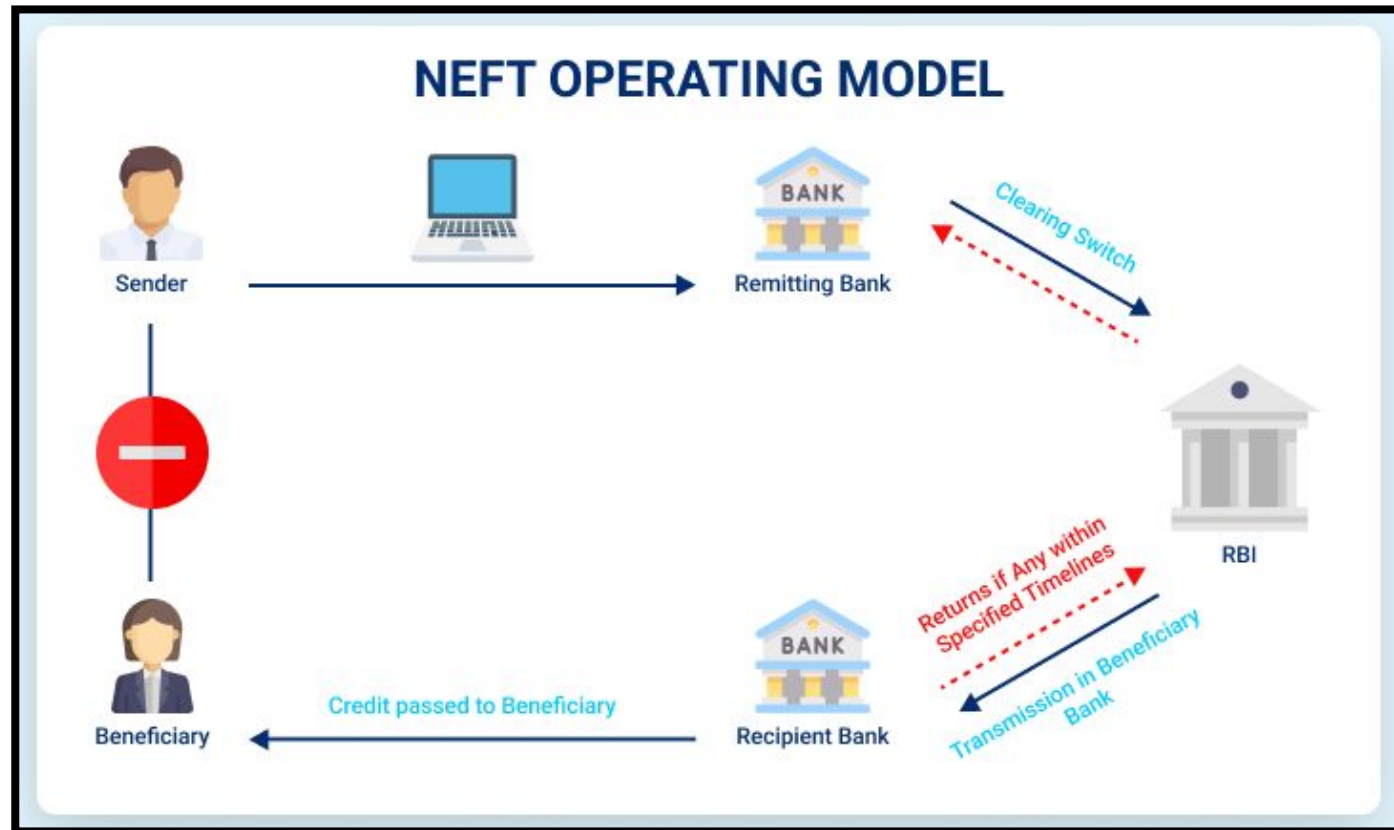 NEFT OPERATING MODEL
BANK
Sender
Remitting Bank
Clearing Switch
RBI
Returns if Any within
Specified Timelines
Transmission in Beneficiary
Bank
BANK
Credit passed to Beneficiary
Beneficiary
Recipient Bank